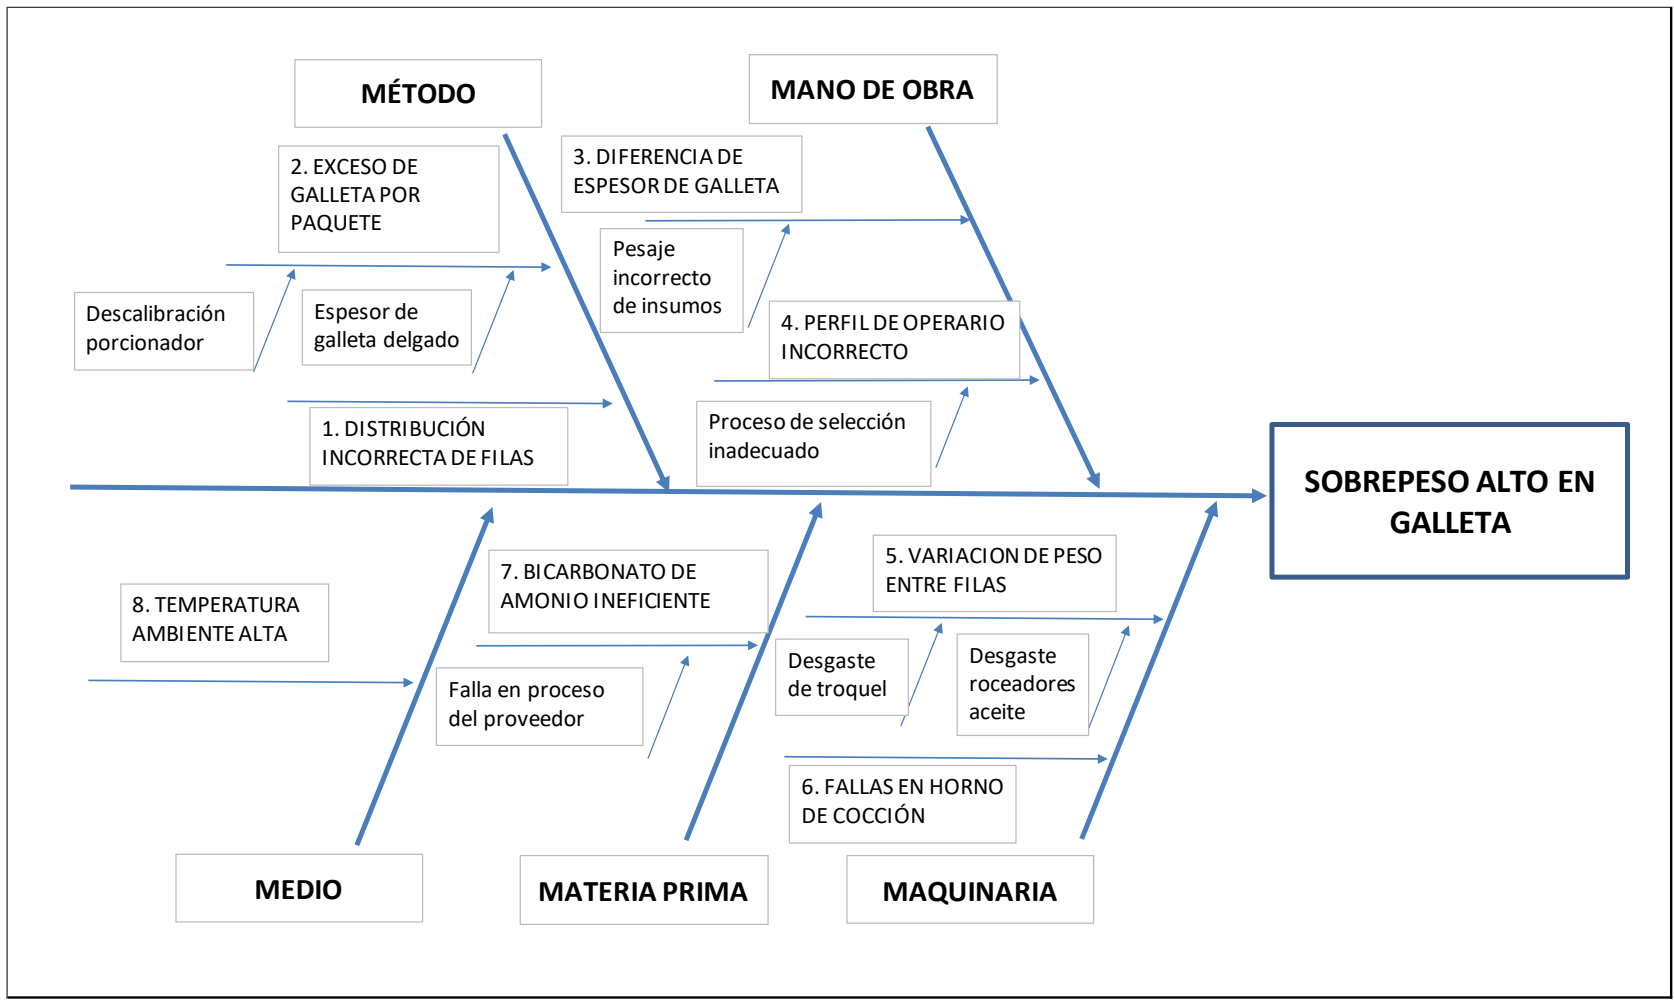 MÉTODO
MANO DE OBRA
2. EXCESO DE
GALLETA POR
PAQUETE
3. DIFERENCIA DE
ESPESOR DE GALLETA
Descalibración
porcionador
Espesor de
galleta delgado
Pesaje
incorrecto
de insumos
4. PERFIL DE OPERARIO
INCORRECTO
1. DISTRIBUCIÓN
INCORRECTA DE FILAS
Proceso de selección
inadecuado
SOBREPESO ALTO EN
GALLETA
8. TEMPERATURA
AMBIENTE ALTA
7. BICARBONATO DE
AMONIO INEFICIENTE
5. VARIACION DE PESO
ENTRE FILAS
Falla en proceso
del proveedor
Desgaste
de troquel
Desgaste
roceadores
aceite
6. FALLAS EN HORNO
DE COCCIÓN
MEDIO
MATERIA PRIMA
MAQUINARIA